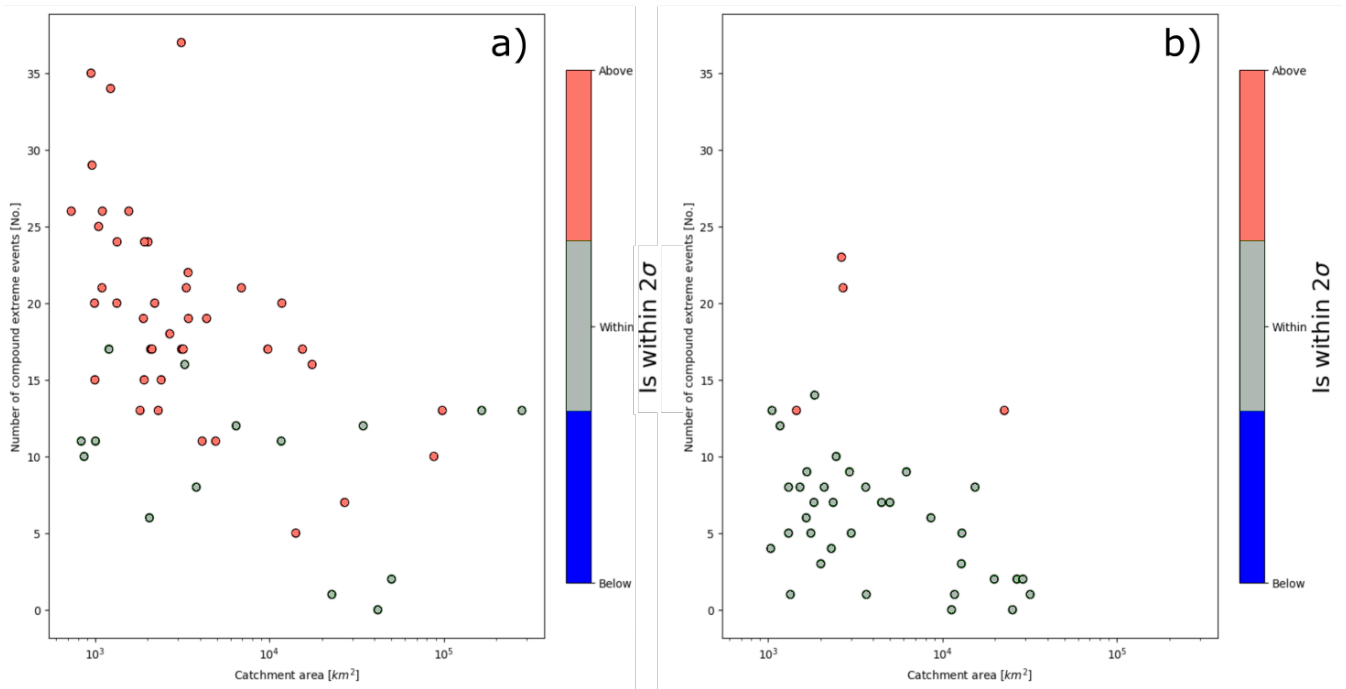 a)
Number of compound extreme events [No.]
35
30
25
20
15
10
5
0
10³
10⁴
10⁵
Catchment area [km²]
Above
Within
Below
Is within 2σ
b)
Number of compound extreme events [No.]
35
30
25
20
15
10
5
0
10³
10⁴
10⁵
Catchment area [km²]
Above
Within
Below
Is within 2σ